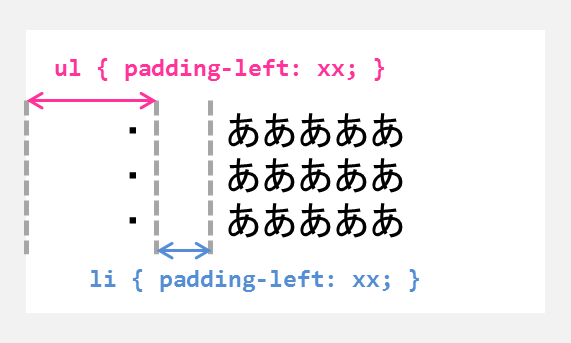 ul { padding-left: xx; }
・ あああああ
・ あああああ
・ あああああ
li { padding-left: xx; }